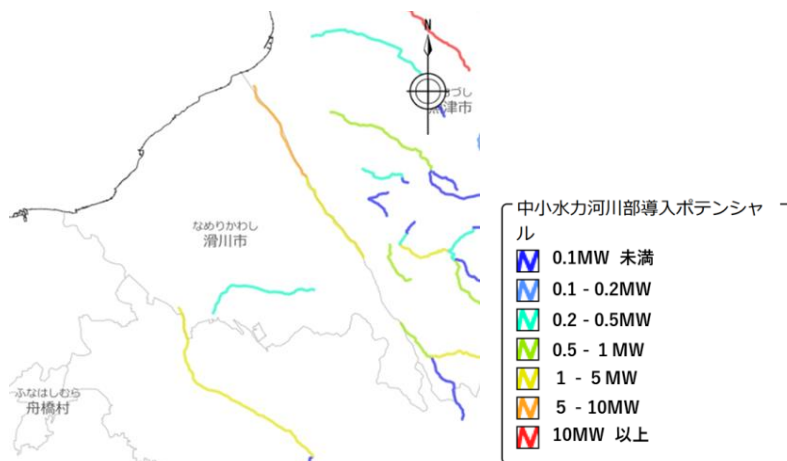 N
づし
津市
なめりかわし
滑川市
ふなはしむら
舟橋村
中小水力河川部導入ポテンシャ
ル
0.1MW 未満
0.1 - 0.2MW
0.2 - 0.5MW
0.5 - 1 MW
1 - 5 MW
5 - 10MW
10MW 以上